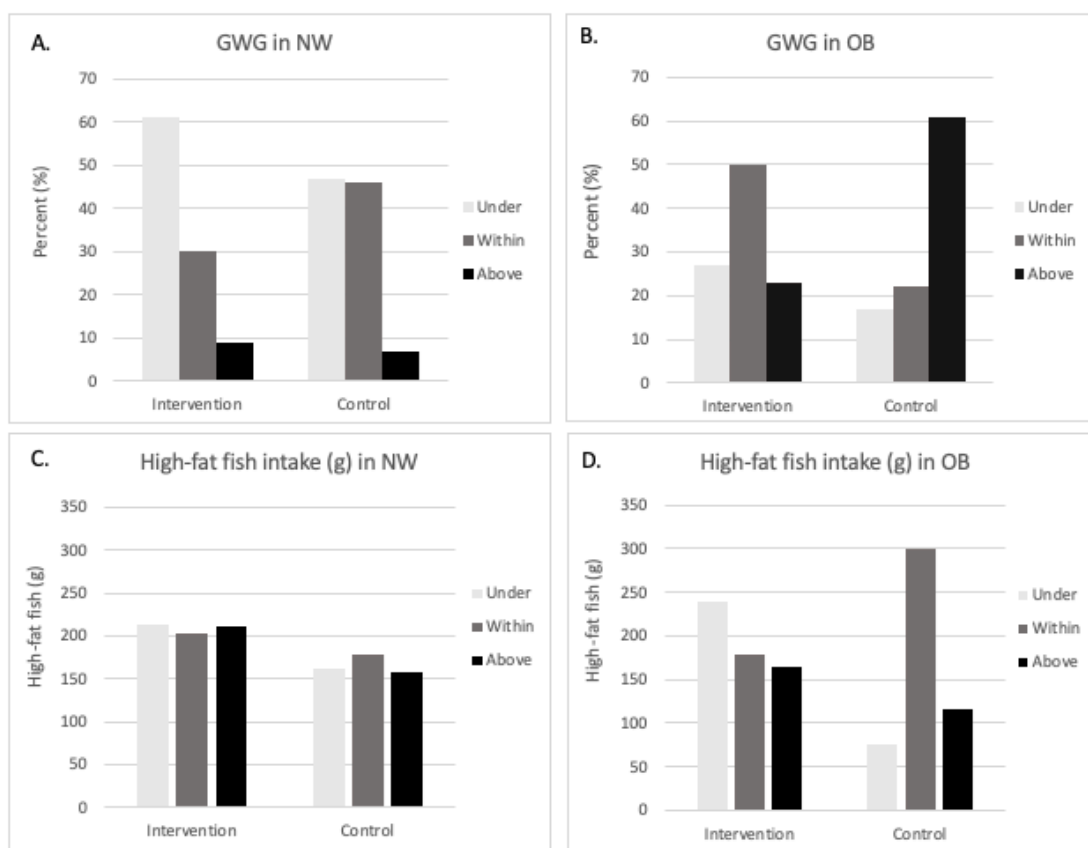 A.
GWG in NW
70
60
50
40
30
20
10
0
Percent (%)
Intervention
Control
Under
Within
Above
B.
GWG in OB
70
60
50
40
30
20
10
0
Percent (%)
Intervention
Control
Under
Within
Above
C.
High-fat fish intake (g) in NW
350
300
250
200
150
100
50
0
High-fat fish (g)
Intervention
Control
Under
Within
Above
D.
High-fat fish intake (g) in OB
350
300
250
200
150
100
50
0
High-fat fish (g)
Intervention
Control
Under
Within
Above